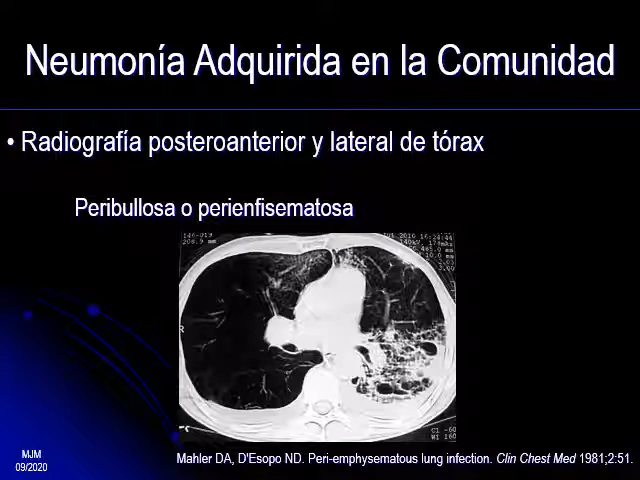 Neumonía Adquirida en la Comunidad
• Radiografía posteroanterior y lateral de tórax
Peribullosa o perienfisematosa
R
MJM
09/2020
Mahler DA, D'Esopo ND. Peri-emphysematous lung infection. Clin Chest Med 1981;2:51.